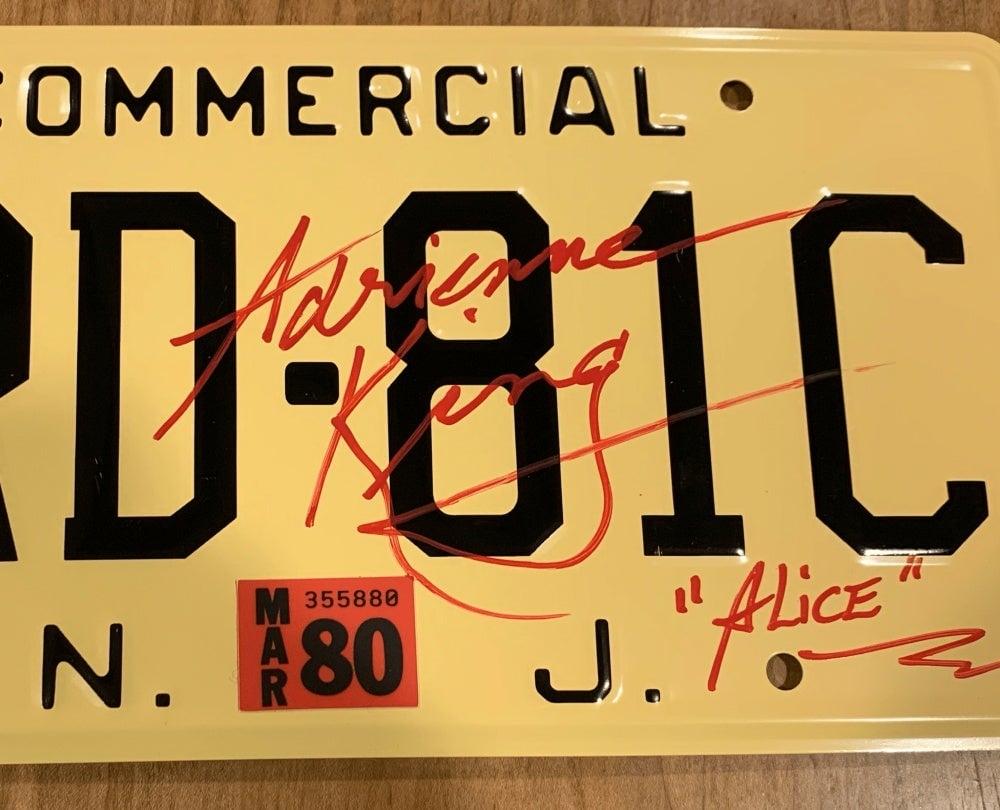 COMMERCIAL
RD·81C
Adrienne
King
"ALiCE"
MAR 355880
80
N. J.